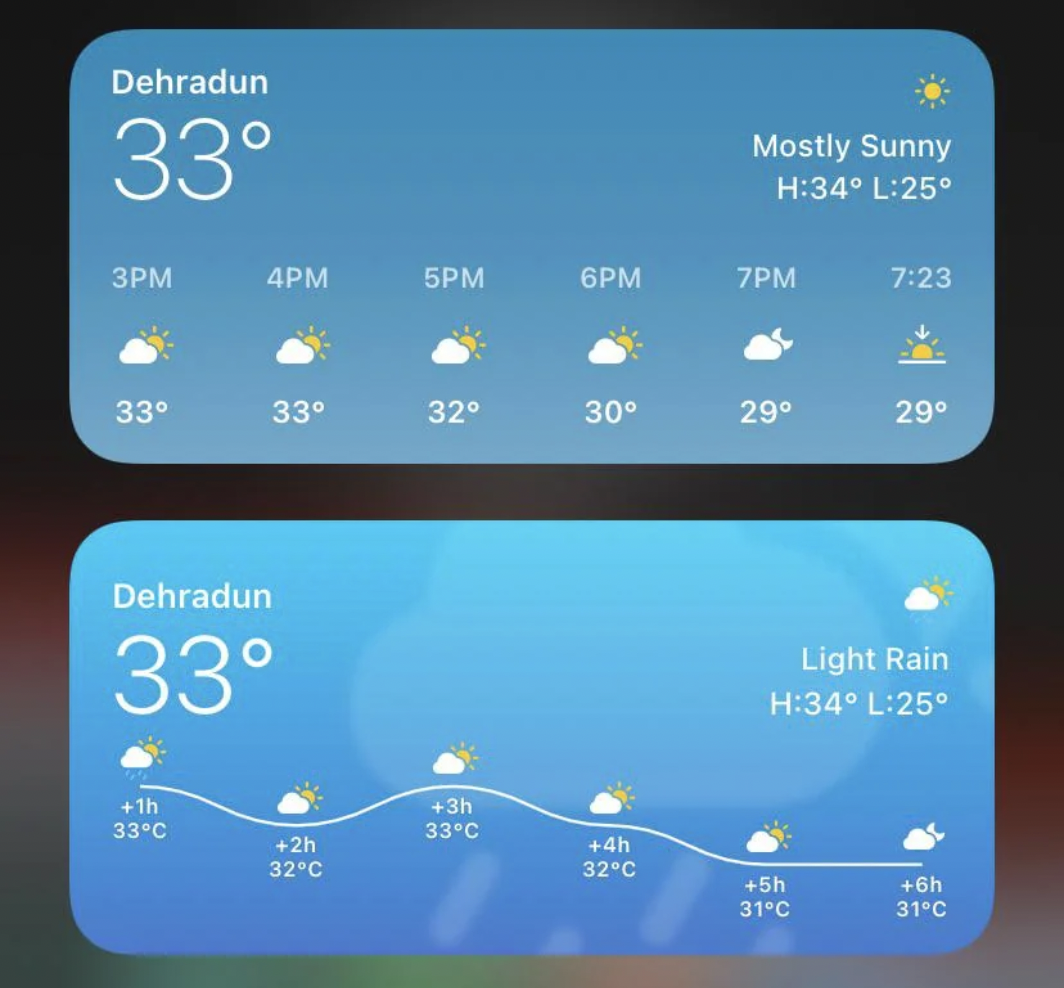 Dehradun
33°
Mostly Sunny
H:34° L:25°
3PM 4PM 5PM 6PM 7PM 7:23
33° 33° 32° 30° 29° 29°
Dehradun
33°
Light Rain
H:34° L:25°
+1h
33°C
+2h
32°C
+3h
33°C
+4h
32°C
+5h
31°C
+6h
31°C